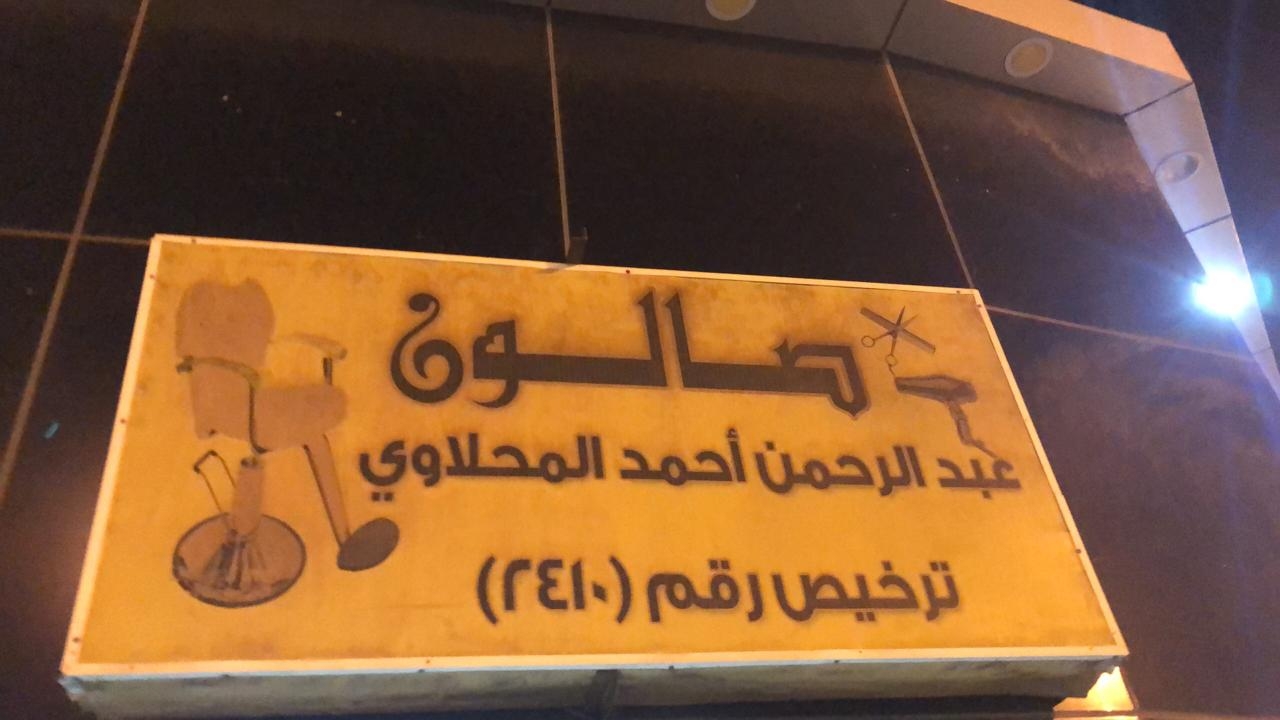 صالون
عبد الرحمن أحمد المحلاوي
ترخيص رقم (٢٤١٠)